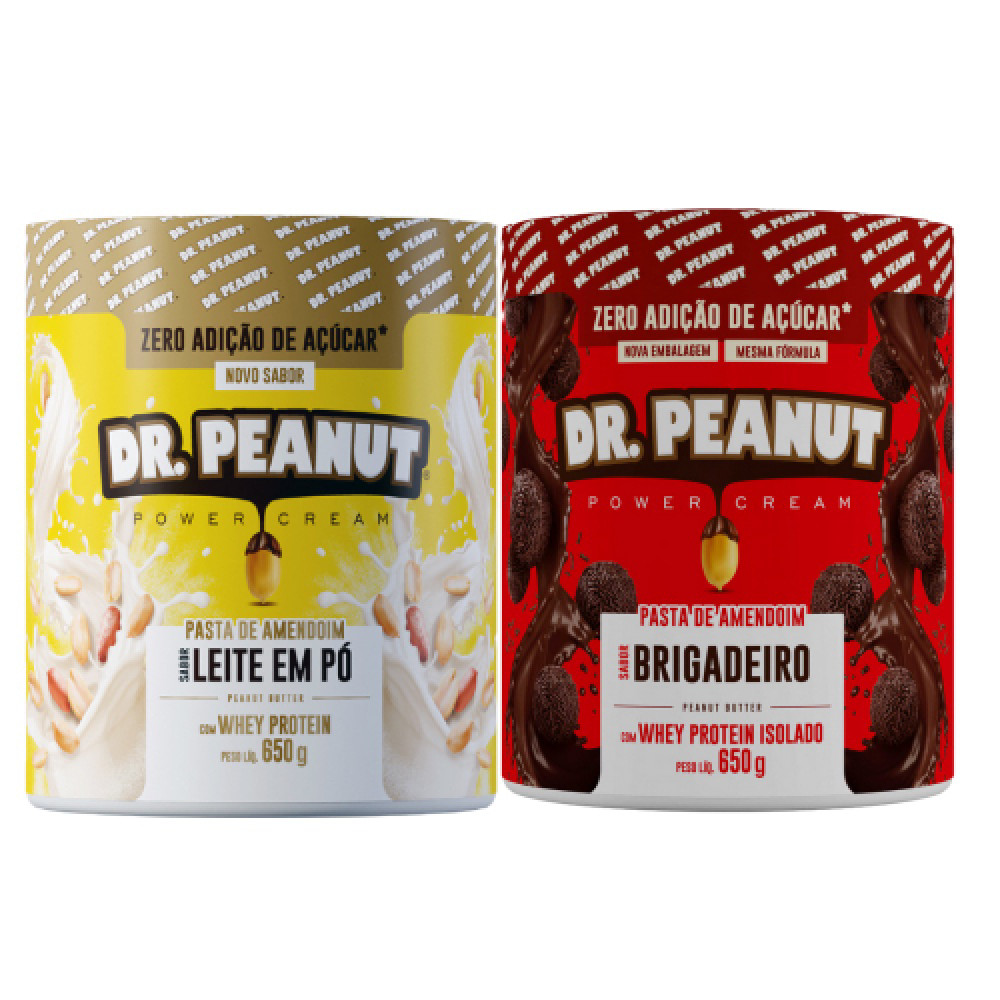 ZERO ADIÇÃO DE AÇÚCAR*
NOVO SABOR
DR. PEANUT
POWER CREAM
PASTA DE AMENDOIM
SABOR LEITE EM PÓ
PEANUT BUTTER
COM WHEY PROTEIN
PESO LÍQ. 650 g
ZERO ADIÇÃO DE AÇÚCAR*
NOVA EMBALAGEM MESMA FÓRMULA
DR. PEANUT
POWER CREAM
PASTA DE AMENDOIM
SABOR BRIGADEIRO
PEANUT BUTTER
COM WHEY PROTEIN ISOLADO
PESO LÍQ. 650 g